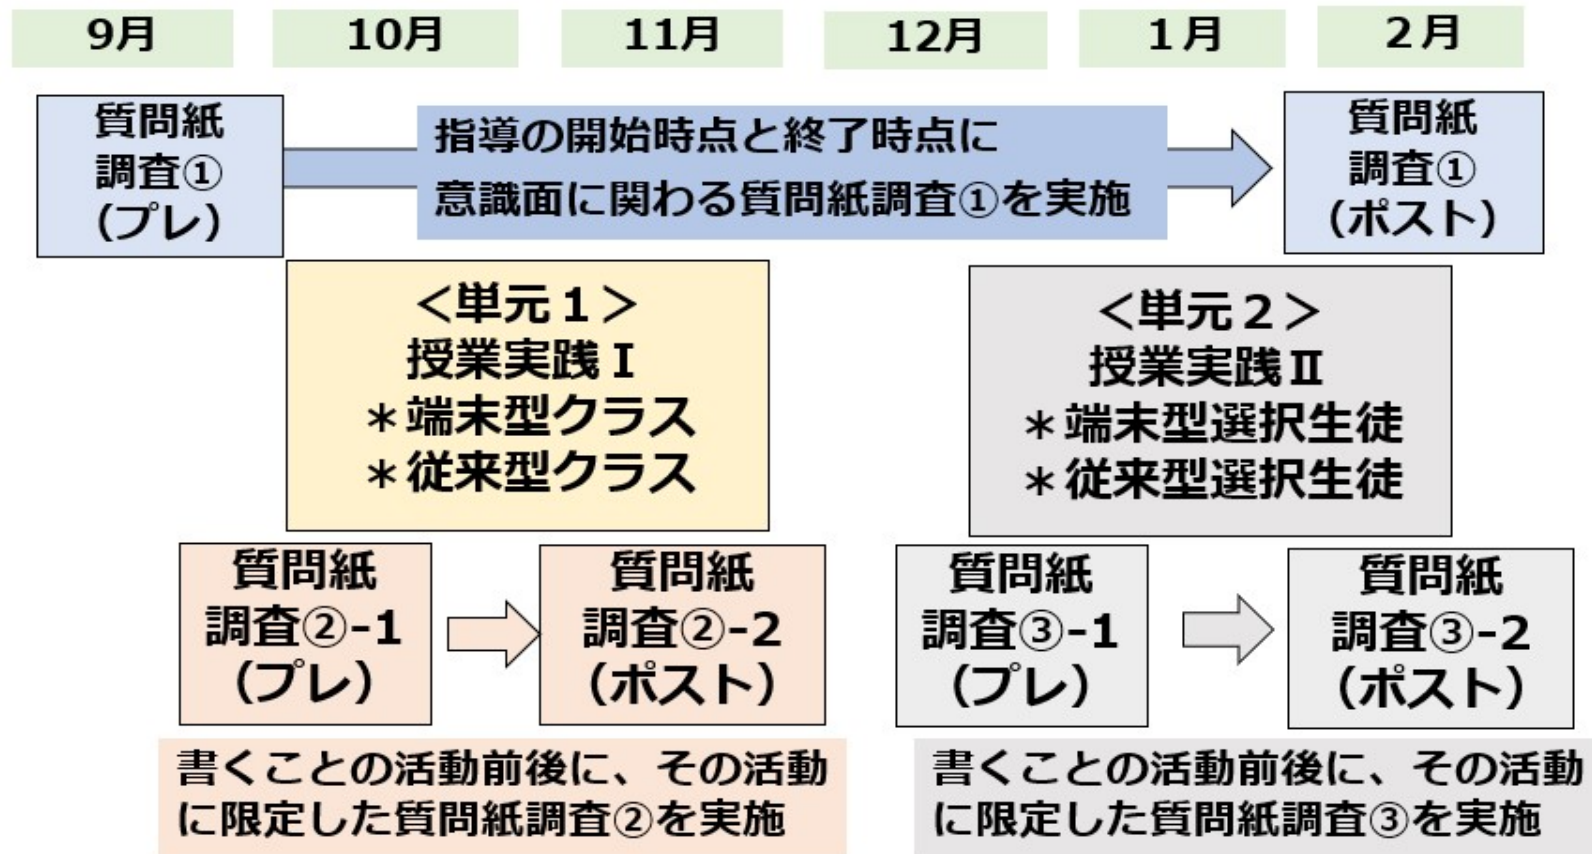 9月
10月
11月
12月
1月
2月
質問紙
調査①
(プレ)
指導の開始時点と終了時点に
意識面に関わる質問紙調査①を実施
質問紙
調査①
(ポスト)
＜単元1＞
授業実践Ⅰ
＊端末型クラス
＊従来型クラス
＜単元2＞
授業実践Ⅱ
＊端末型選択生徒
＊従来型選択生徒
質問紙
調査②-1
(プレ)
質問紙
調査②-2
(ポスト)
質問紙
調査③-1
(プレ)
質問紙
調査③-2
(ポスト)
書くことの活動前後に、その活動
に限定した質問紙調査②を実施
書くことの活動前後に、その活動
に限定した質問紙調査③を実施